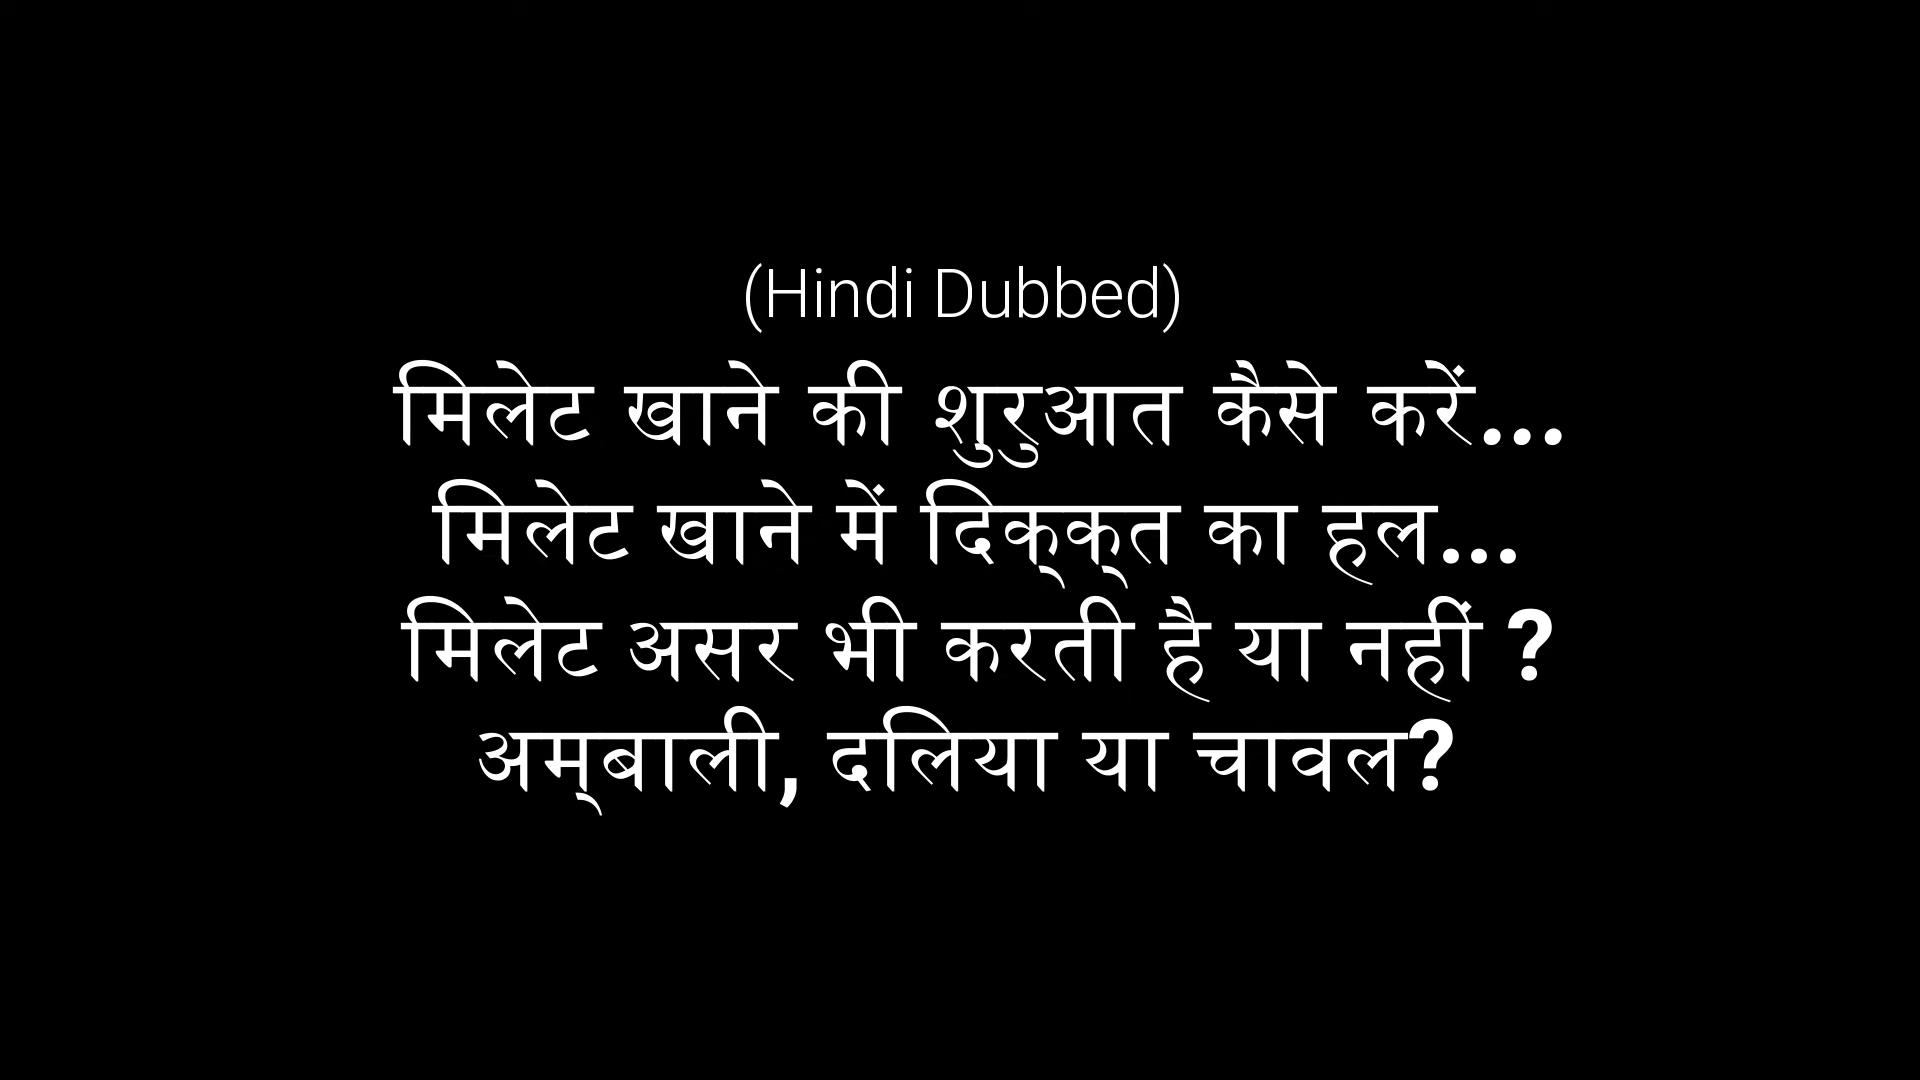 (Hindi Dubbed)
मिलेट खाने की शुरुआत कैसे करें...
मिलेट खाने में दिक्क्त का हल...
मिलेट असर भी करती है या नहीं ?
अम्बाली, दलिया या चावल?